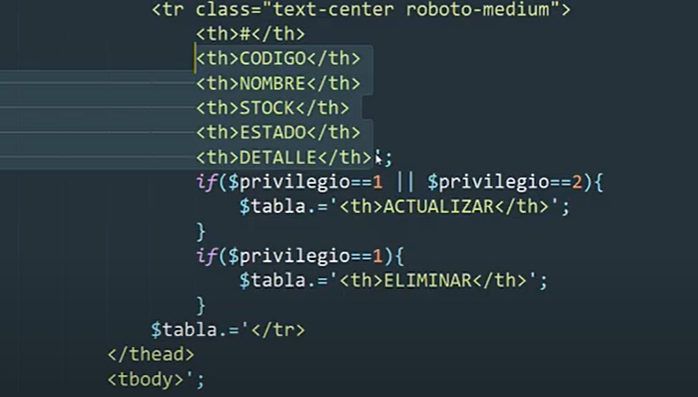 <tr class="text-center roboto-medium">
<th>#</th>
<th>CODIGO</th>
<th>NOMBRE</th>
<th>STOCK</th>
<th>ESTADO</th>
<th>DETALLE</th>';
if($privilegio==1 || $privilegio==2){
$tabla.='<th>ACTUALIZAR</th>';
}
if($privilegio==1){
$tabla.='<th>ELIMINAR</th>';
}
$tabla.='</tr>
</thead>
<tbody>';